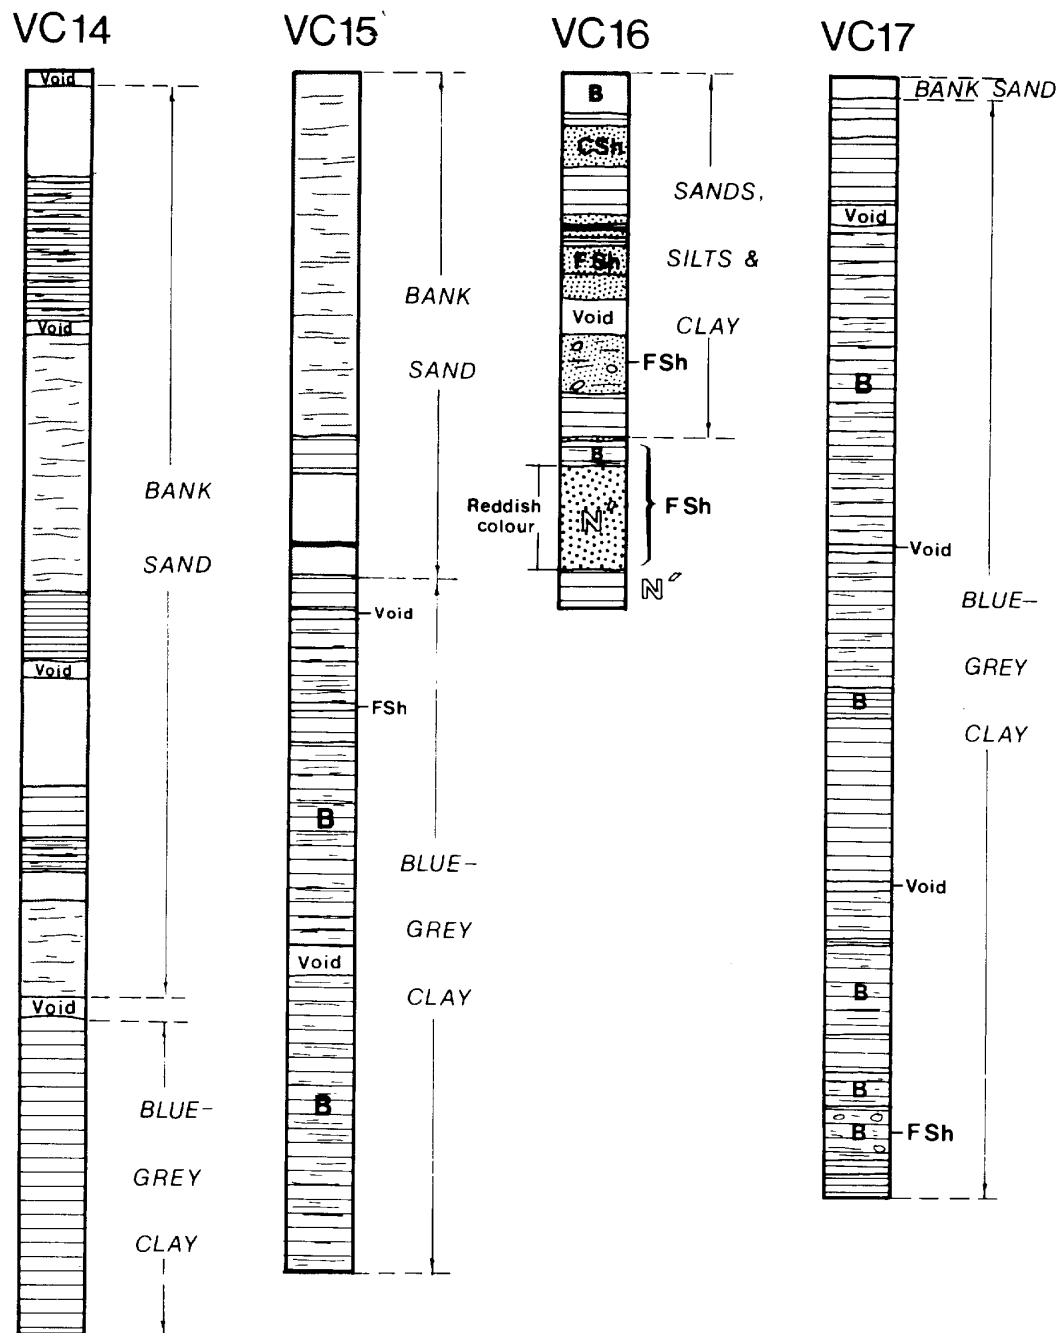 VC14
VC15
VC16
VC17
Void
Void
BANK
SAND
Void
Void
BLUE-
GREY
CLAY
BANK
SAND
Void
FSh
B
BLUE-
GREY
Void
CLAY
B
B
CSh
SANDS,
FSh
SILTS &
Void
CLAY
FSh
B
Reddish
colour
N
FSh
N
BANK SAND
Void
B
Void
BLUE-
GREY
B
CLAY
Void
B
B
B
FSh